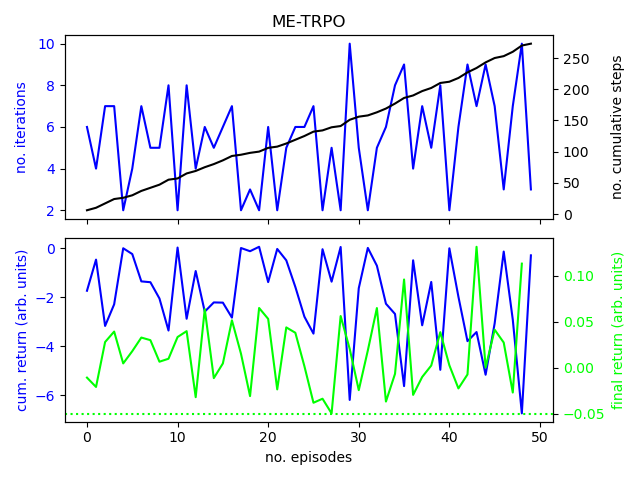 ME-TRPO
10
8
6
4
2
no. iterations
250
200
150
100
50
0
no. cumulative steps
0
−2
−4
−6
cum. return (arb. units)
0.10
0.05
0.00
−0.05
final return (arb. units)
0 10 20 30 40 50
no. episodes